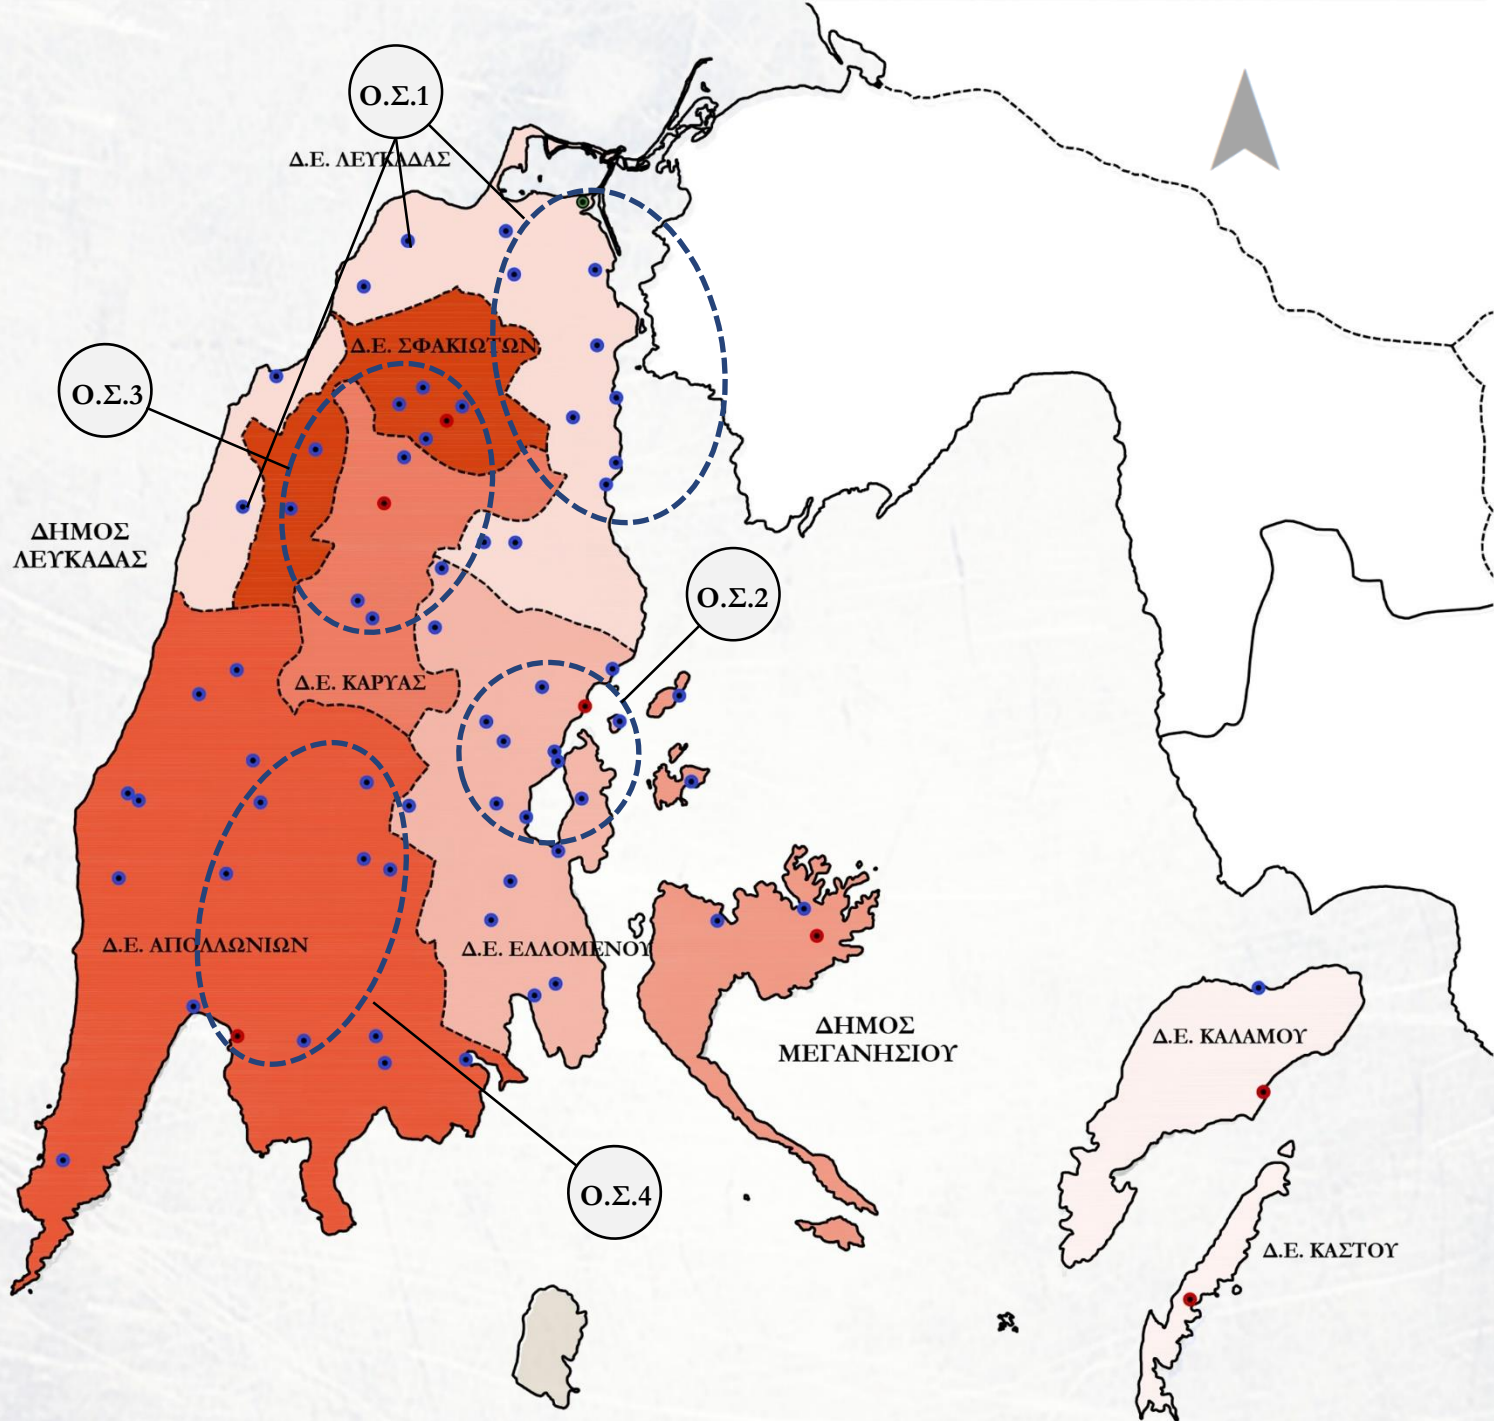 Ο.Σ.1
Δ.Ε. ΛΕΥΚΑΔΑΣ
Δ.Ε. ΣΦΑΚΙΩΤΩΝ
Ο.Σ.3
ΔΗΜΟΣ
ΛΕΥΚΑΔΑΣ
Ο.Σ.2
Δ.Ε. ΚΑΡΥΑΣ
Δ.Ε. ΑΠΟΛΛΩΝΙΩΝ
Δ.Ε. ΕΛΛΟΜΕΝΟΥ
ΔΗΜΟΣ
ΜΕΓΑΝΗΣΙΟΥ
Δ.Ε. ΚΑΛΑΜΟΥ
Ο.Σ.4
Δ.Ε. ΚΑΣΤΟΥ